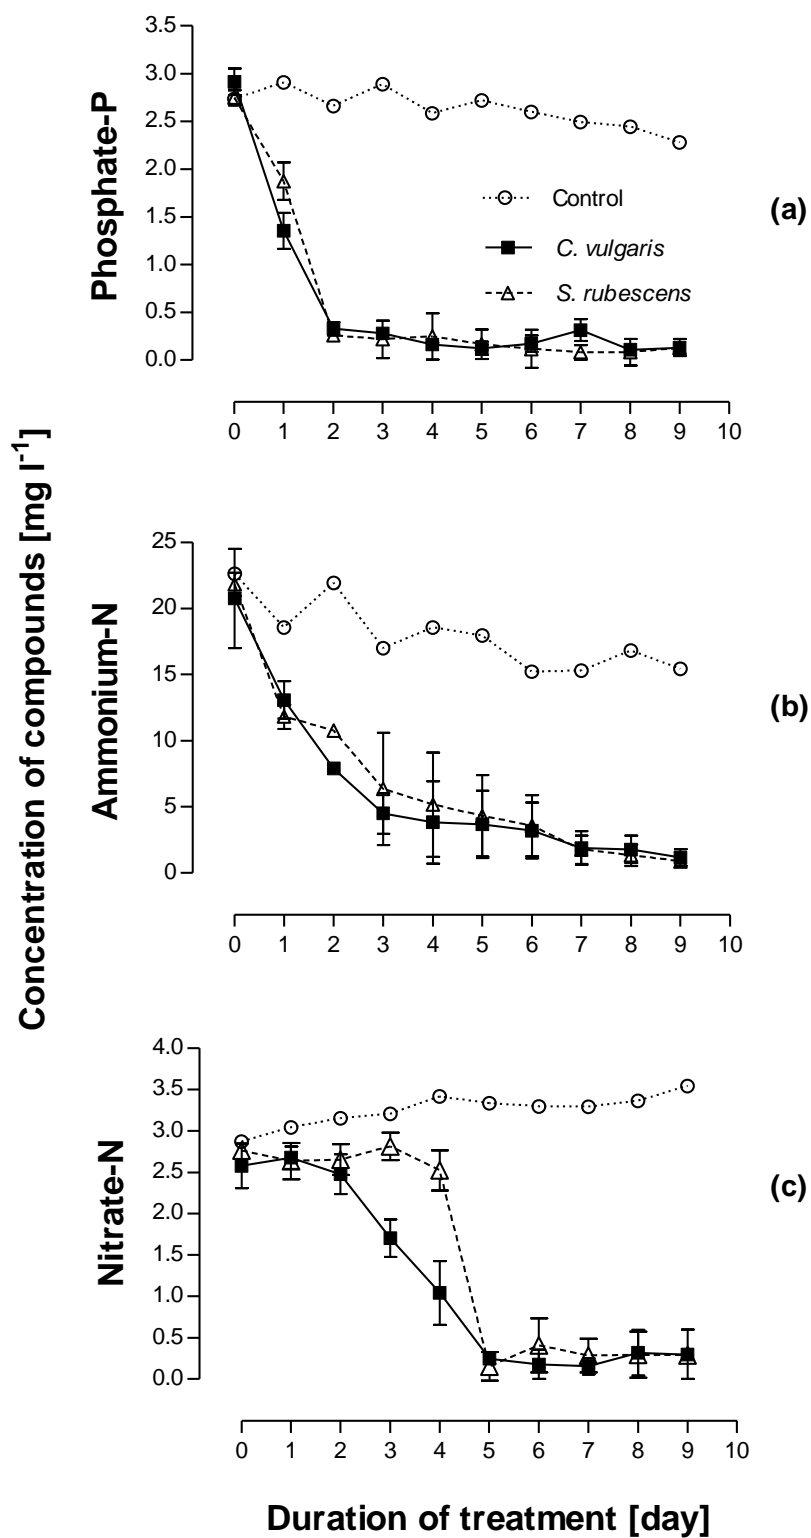 3.5
3.0
2.5
2.0
1.5
1.0
0.5
0.0
Phosphate-P
Control
C. vulgaris
S. rubescens
(a)
0 1 2 3 4 5 6 7 8 9 10
Concentration of compounds [mg l-1]
25
20
15
10
5
0
Ammonium-N
(b)
0 1 2 3 4 5 6 7 8 9 10
4.0
3.5
3.0
2.5
2.0
1.5
1.0
0.5
0.0
Nitrate-N
(c)
0 1 2 3 4 5 6 7 8 9 10
Duration of treatment [day]